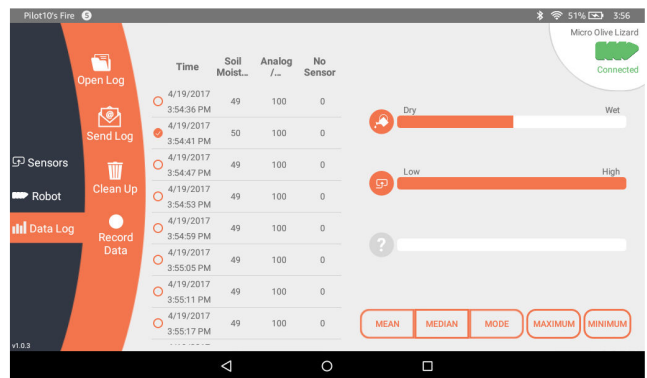 Pilot10's Fire S 51% 3:56
Micro Olive Lizard
Connected
Open Log
Send Log
Clean Up
Record
Data
Sensors
Robot
Data Log
v1.0.3
Time Soil Moist... Analog /... No Sensor
4/19/2017
3:54:36 PM 49 100 0
4/19/2017
3:54:41 PM 50 100 0
4/19/2017
3:54:47 PM 49 100 0
4/19/2017
3:54:53 PM 49 100 0
4/19/2017
3:54:59 PM 49 100 0
4/19/2017
3:55:05 PM 49 100 0
4/19/2017
3:55:11 PM 49 100 0
4/19/2017
3:55:17 PM 49 100 0
Dry Wet
Low High
?
MEAN MEDIAN MODE MAXIMUM MINIMUM